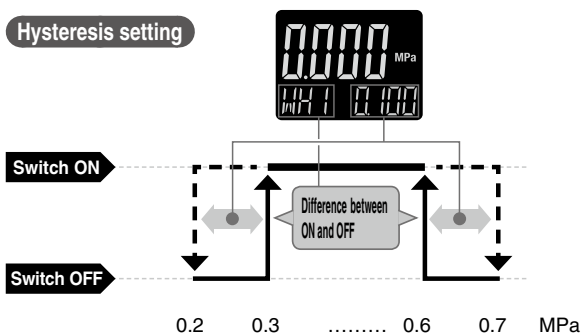 Hysteresis setting
0.000 MPa
WH1 0.100
Switch ON
Difference between
ON and OFF
Switch OFF
0.2 0.3 ......... 0.6 0.7 MPa